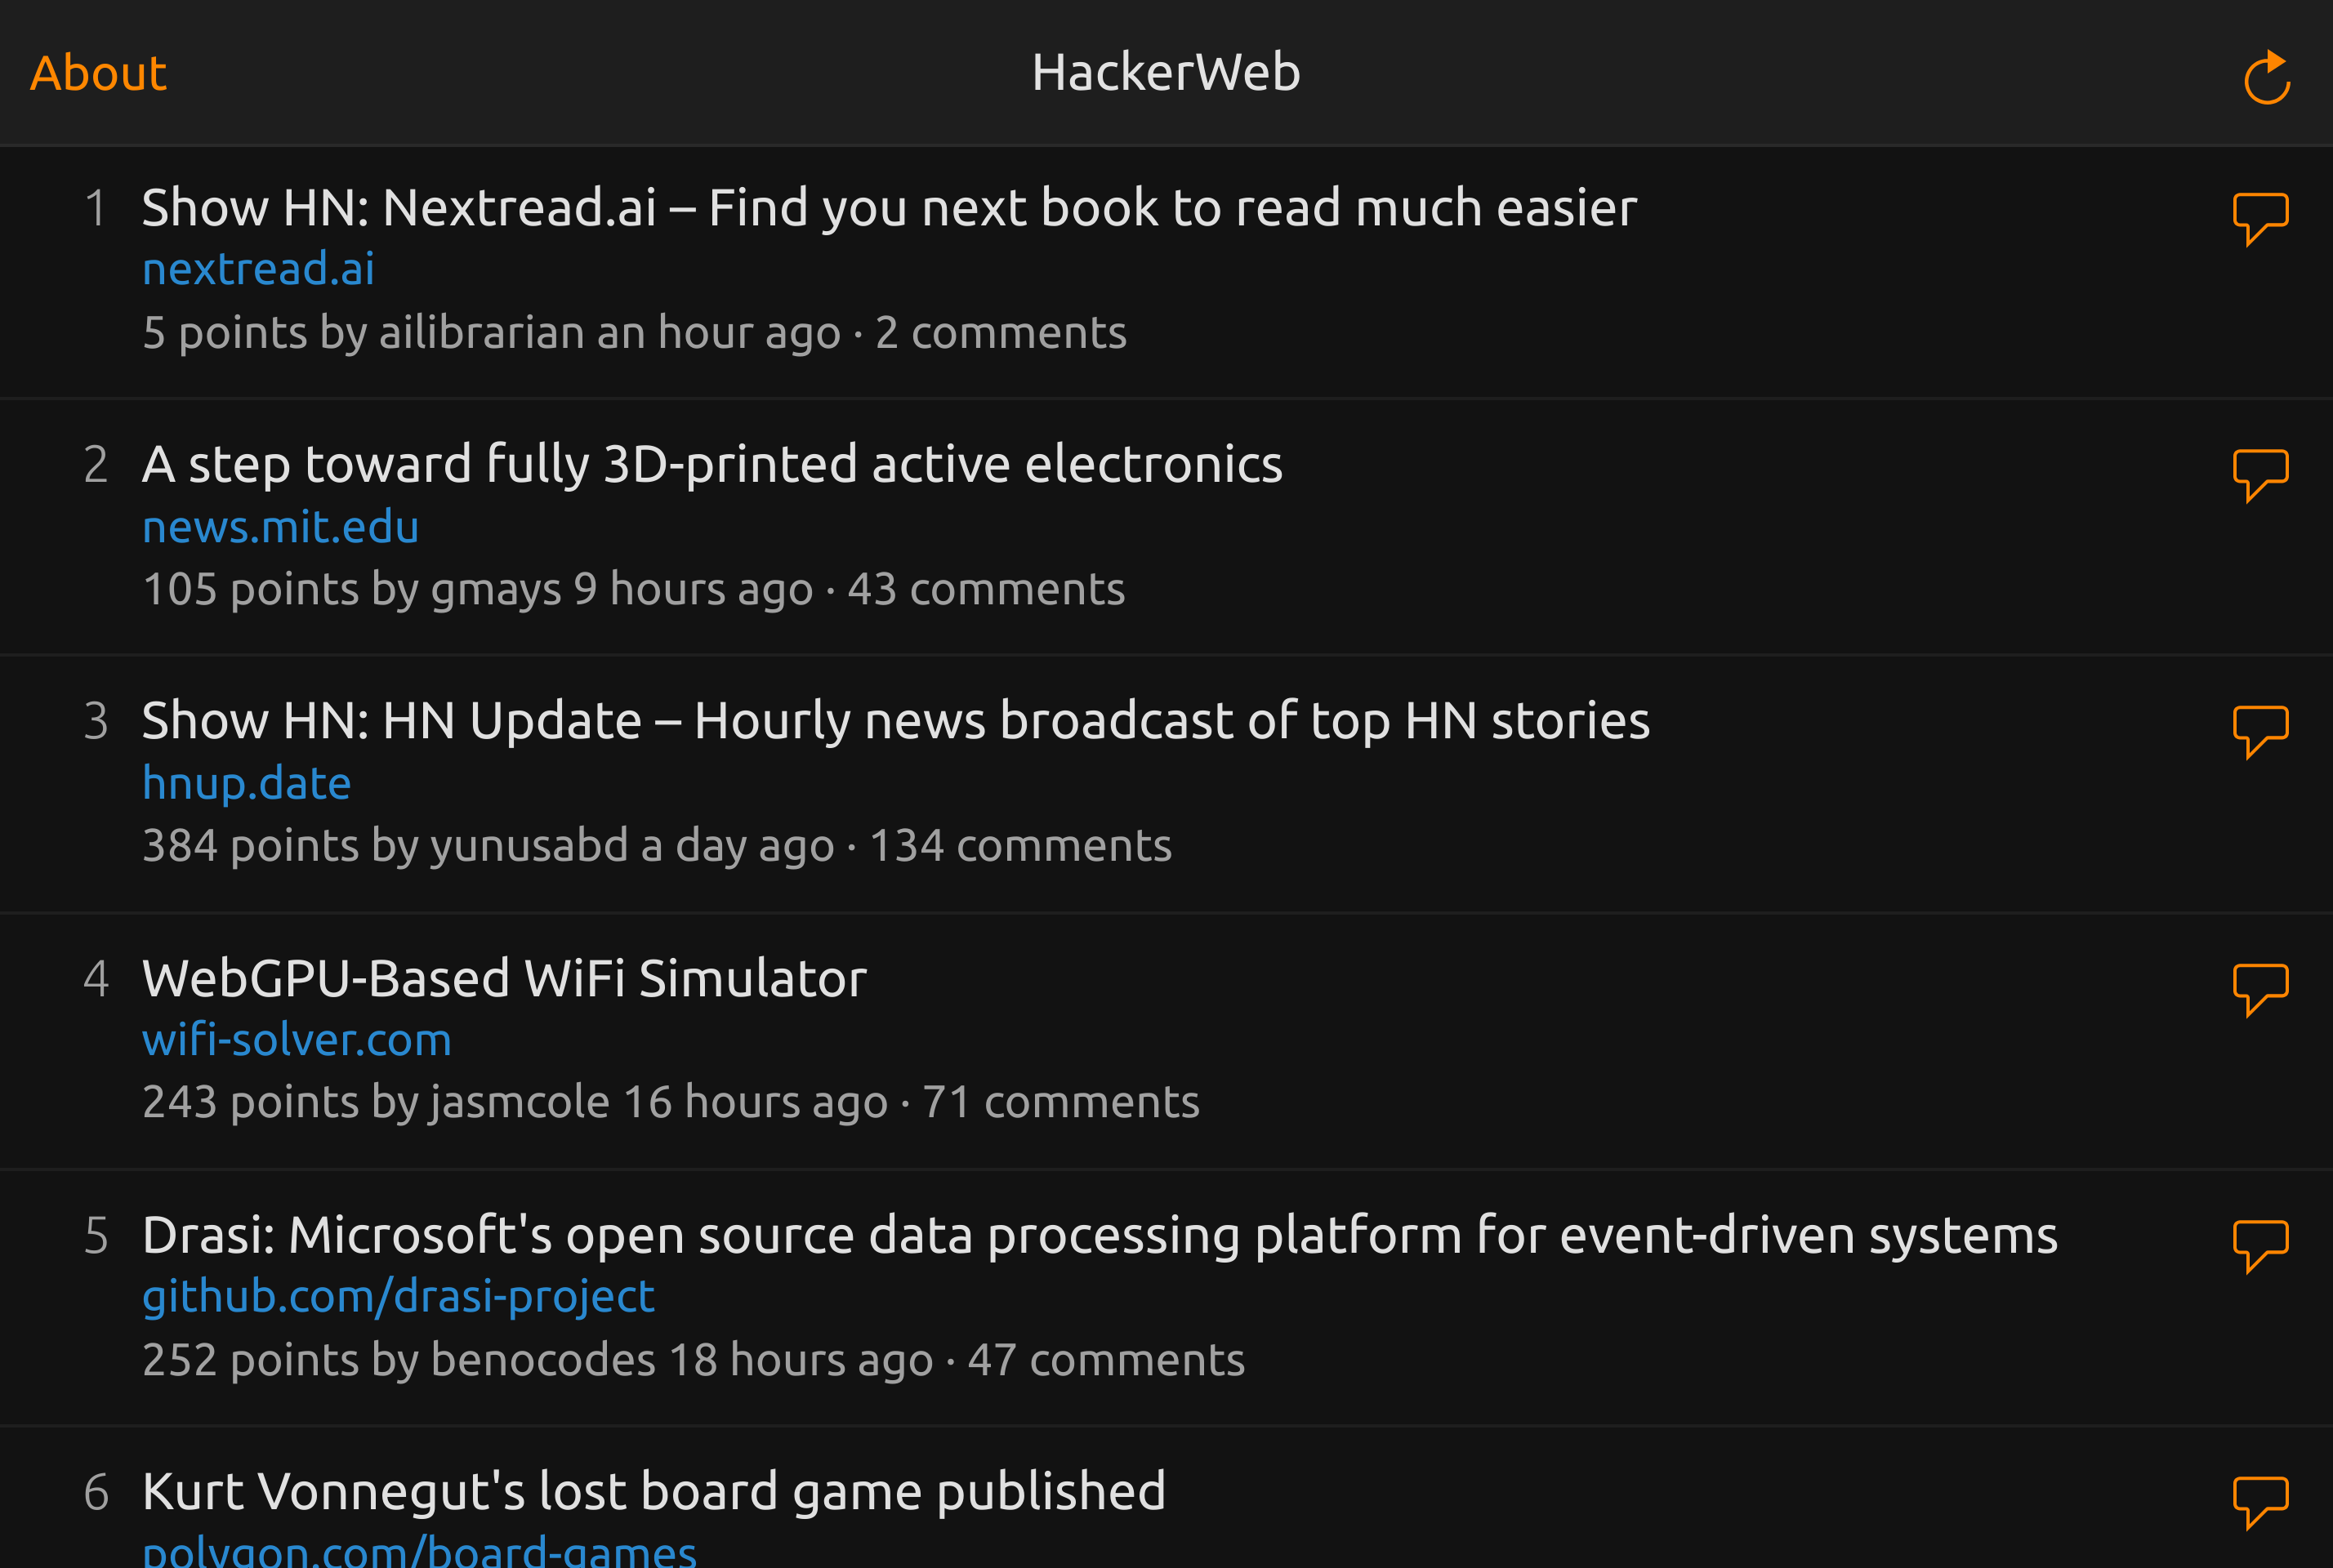 About
HackerWeb
1
Show HN: Nextread.ai – Find you next book to read much easier
nextread.ai
5 points by ailibrarian an hour ago · 2 comments
2
A step toward fully 3D-printed active electronics
news.mit.edu
105 points by gmays 9 hours ago · 43 comments
3
Show HN: HN Update – Hourly news broadcast of top HN stories
hnup.date
384 points by yunusabd a day ago · 134 comments
4
WebGPU-Based WiFi Simulator
wifi-solver.com
243 points by jasmcole 16 hours ago · 71 comments
5
Drasi: Microsoft's open source data processing platform for event-driven systems
github.com/drasi-project
252 points by benocodes 18 hours ago · 47 comments
6
Kurt Vonnegut's lost board game published
polygon.com/board-games